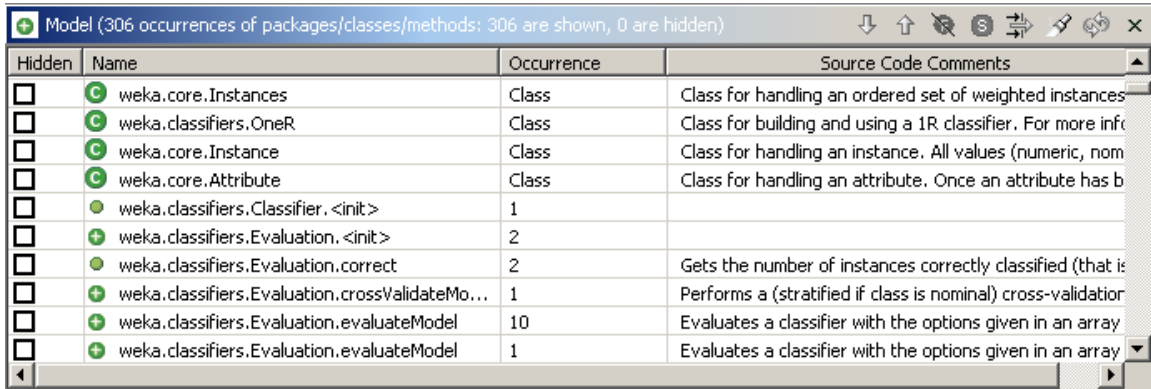 Model (306 occurrences of packages/classes/methods: 306 are shown, 0 are hidden)
Hidden Name Occurrence Source Code Comments
weka.core.Instances Class Class for handling an ordered set of weighted instances
weka.classifiers.OneR Class Class for building and using a 1R classifier. For more info
weka.core.Instance Class Class for handling an instance. All values (numeric, nom
weka.core.Attribute Class Class for handling an attribute. Once an attribute has b
weka.classifiers.Classifier.<init> 1
weka.classifiers.Evaluation.<init> 2
weka.classifiers.Evaluation.correct 2 Gets the number of instances correctly classified (that is
weka.classifiers.Evaluation.crossValidateMo... 1 Performs a (stratified if class is nominal) cross-validation
weka.classifiers.Evaluation.evaluateModel 10 Evaluates a classifier with the options given in an array
weka.classifiers.Evaluation.evaluateModel 1 Evaluates a classifier with the options given in an array